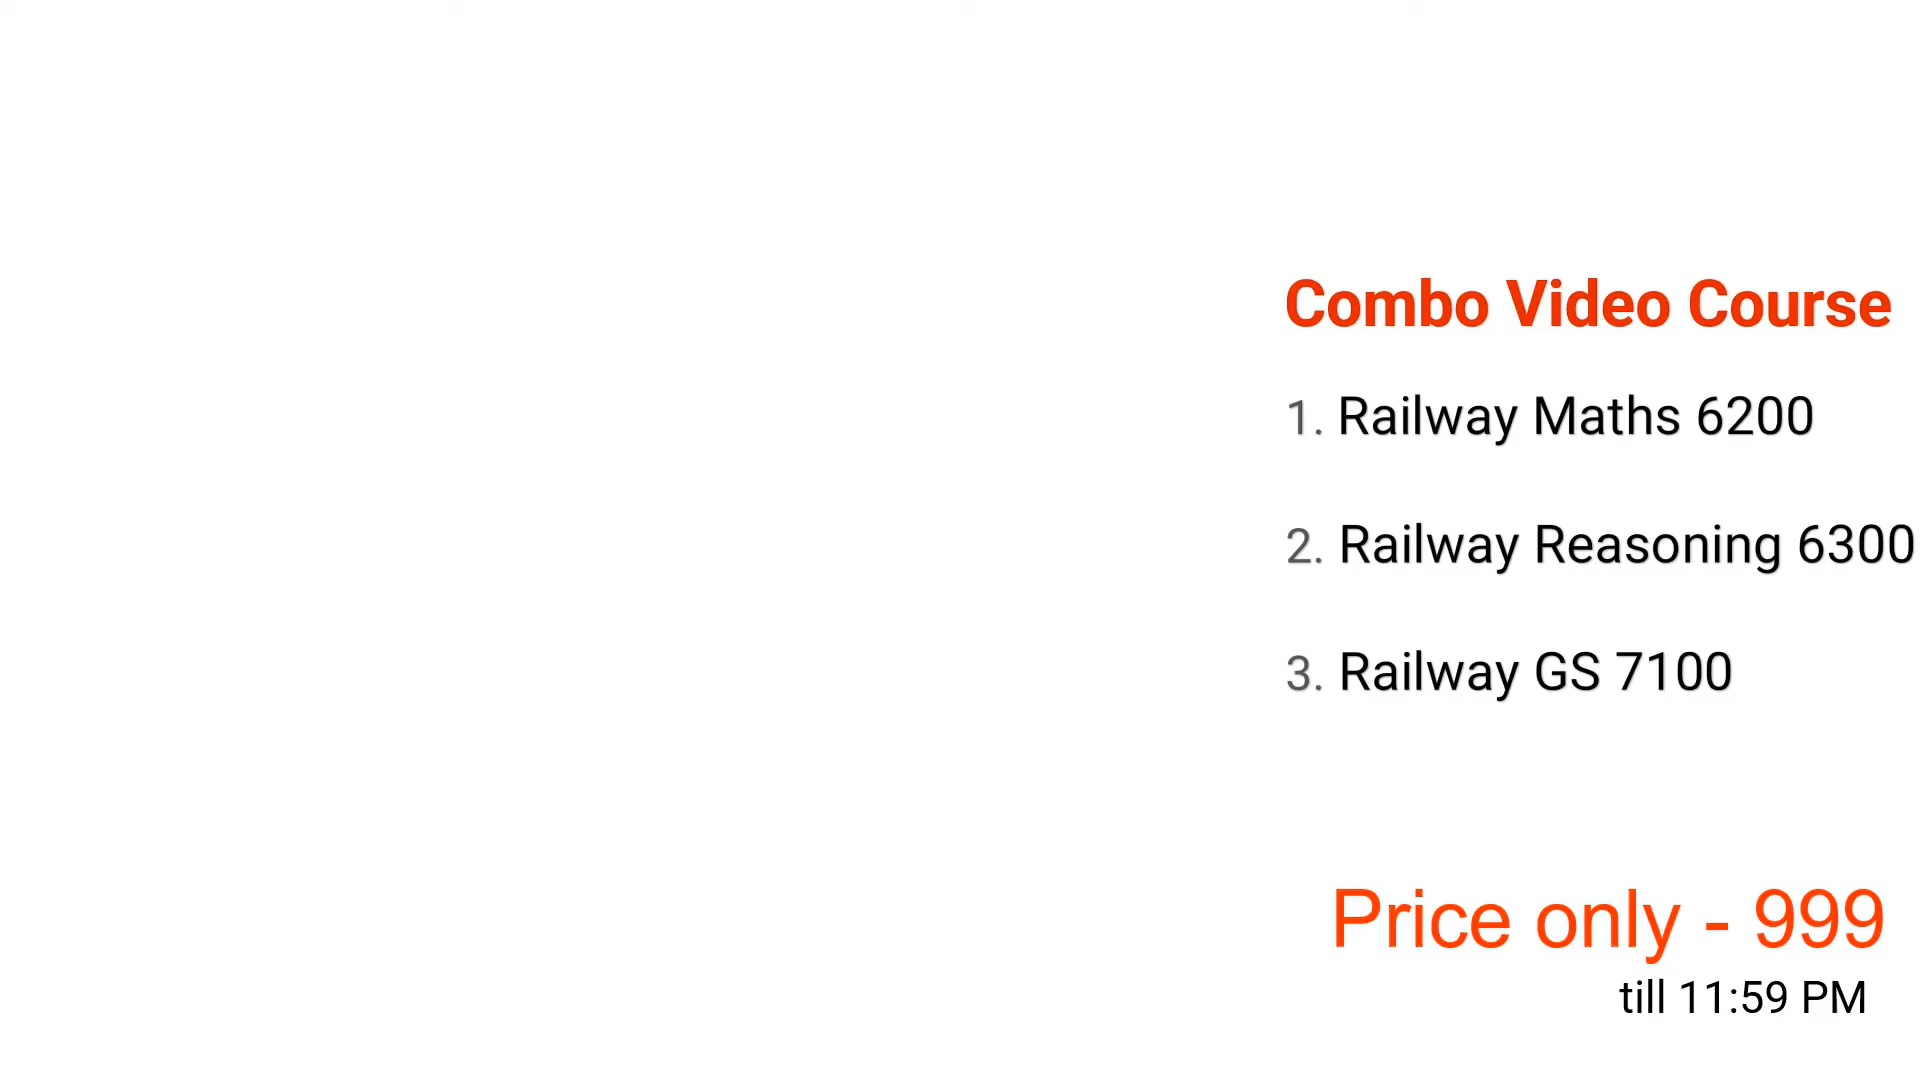 Combo Video Course
1. Railway Maths 6200
2. Railway Reasoning 6300
3. Railway GS 7100
Price only - 999
till 11:59 PM